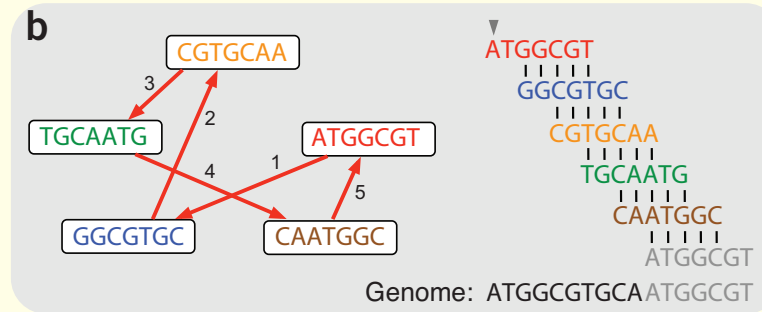 b
CGTGCAA
3
2
TGCAATG
ATGGCGT
4
1
5
GGCGTGC
CAATGGC
ATGGCGT
GGCGTGC
CGTGCAA
TGCAATG
CAATGGC
ATGGCGT
Genome: ATGGCGTGCAATGGCGT